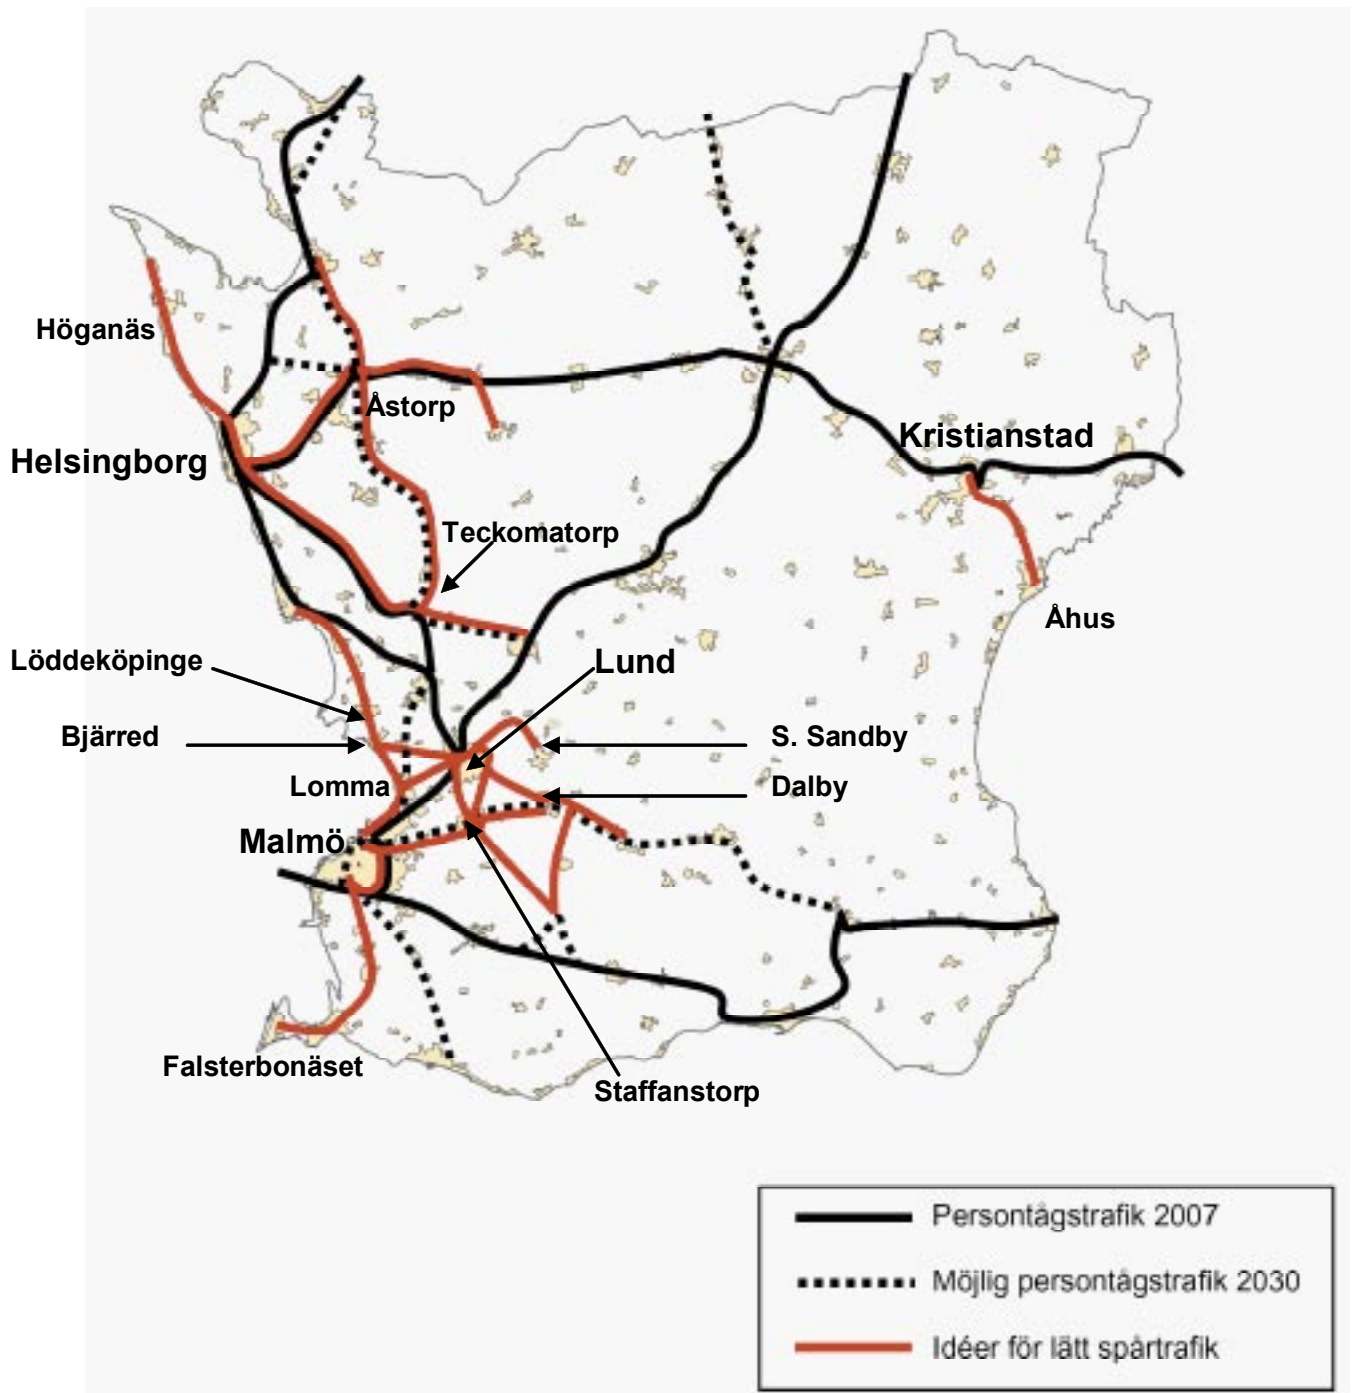 Höganäs
Åstorp
Kristianstad
Helsingborg
Teckomatorp
Åhus
Löddeköpinge
Lund
Bjärred
S. Sandby
Lomma
Dalby
Malmö
Falsterbonäset
Staffanstorp
Persontågstrafik 2007
Möjlig persontågstrafik 2030
Idéer för lätt spårtrafik